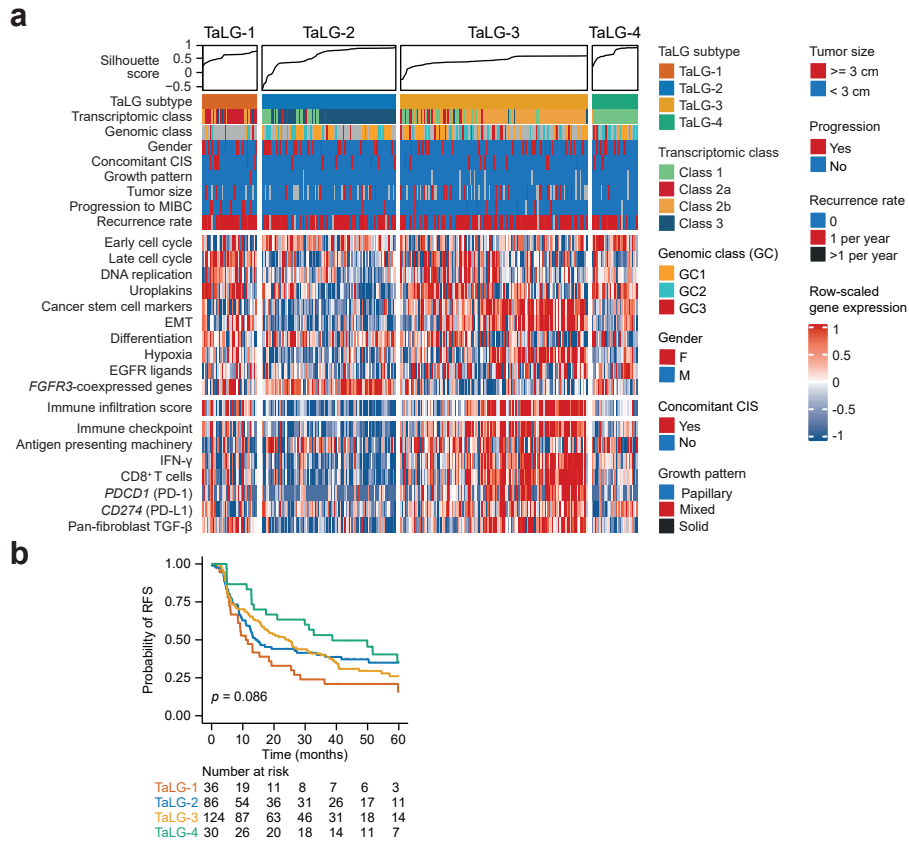 a
TaLG-1 TaLG-2 TaLG-3 TaLG-4
Silhouette score
1
0.5
0
−0.5
TaLG subtype
Transcriptomic class
Genomic class
Gender
Concomitant CIS
Growth pattern
Tumor size
Progression to MIBC
Recurrence rate
Early cell cycle
Late cell cycle
DNA replication
Uroplakins
Cancer stem cell markers
EMT
Differentiation
Hypoxia
EGFR ligands
FGFR3-coexpressed genes
Immune infiltration score
Immune checkpoint
Antigen presenting machinery
IFN-γ
CD8⁺ T cells
PDCD1 (PD-1)
CD274 (PD-L1)
Pan-fibroblast TGF-β
TaLG subtype
TaLG-1
TaLG-2
TaLG-3
TaLG-4
Transcriptomic class
Class 1
Class 2a
Class 2b
Class 3
Genomic class (GC)
GC1
GC2
GC3
Gender
F
M
Concomitant CIS
Yes
No
Growth pattern
Papillary
Mixed
Solid
Tumor size
>= 3 cm
< 3 cm
Progression
Yes
No
Recurrence rate
0
1 per year
>1 per year
Row-scaled
gene expression
1
0.5
0
-0.5
-1
b
Probability of RFS
1.00
0.75
0.50
0.25
0.00
p = 0.086
0 10 20 30 40 50 60
Time (months)
Number at risk
TaLG-1 36 19 11 8 7 6 3
TaLG-2 86 54 36 31 26 17 11
TaLG-3 124 87 63 46 31 18 14
TaLG-4 30 26 20 18 14 11 7